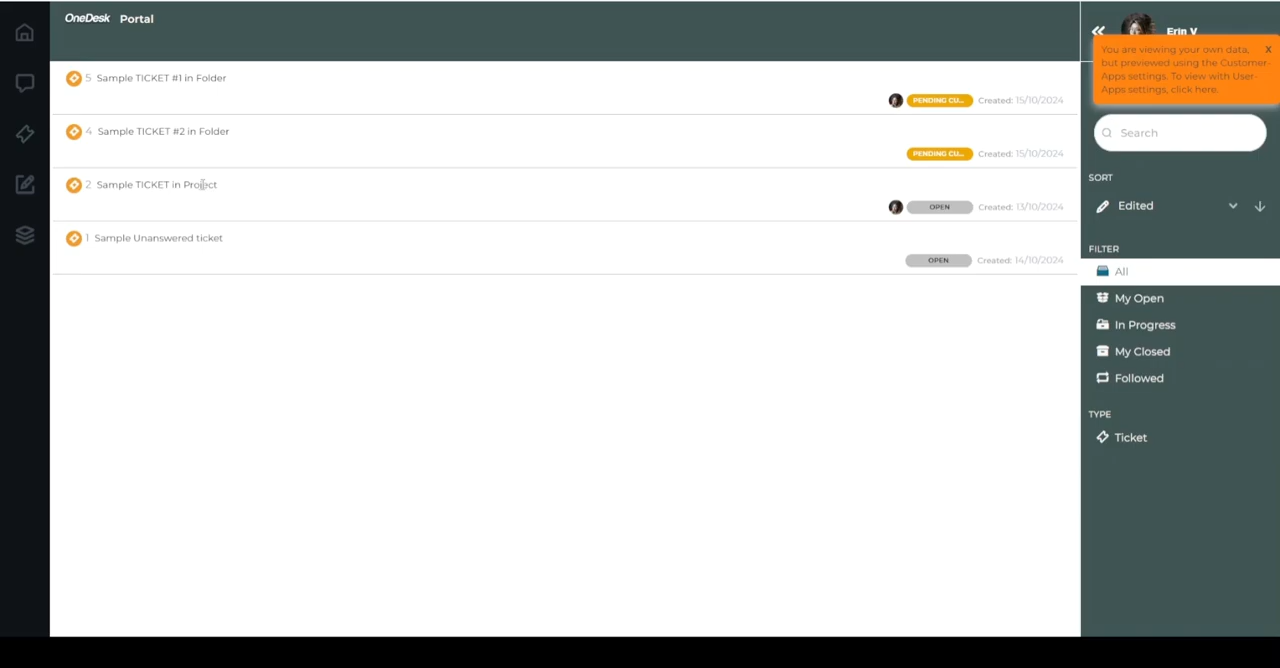 OneDesk Portal
5 Sample TICKET #1 in Folder
PENDING CU... Created: 15/10/2024
4 Sample TICKET #2 in Folder
PENDING CU... Created: 15/10/2024
2 Sample TICKET in Project
OPEN Created: 13/10/2024
1 Sample Unanswered ticket
OPEN Created: 14/10/2024
Erin V
You are viewing your own data, X
but previewed using the Customer-
Apps settings. To view with User-
Apps settings, click here.
Search
SORT
Edited
FILTER
All
My Open
In Progress
My Closed
Followed
TYPE
Ticket